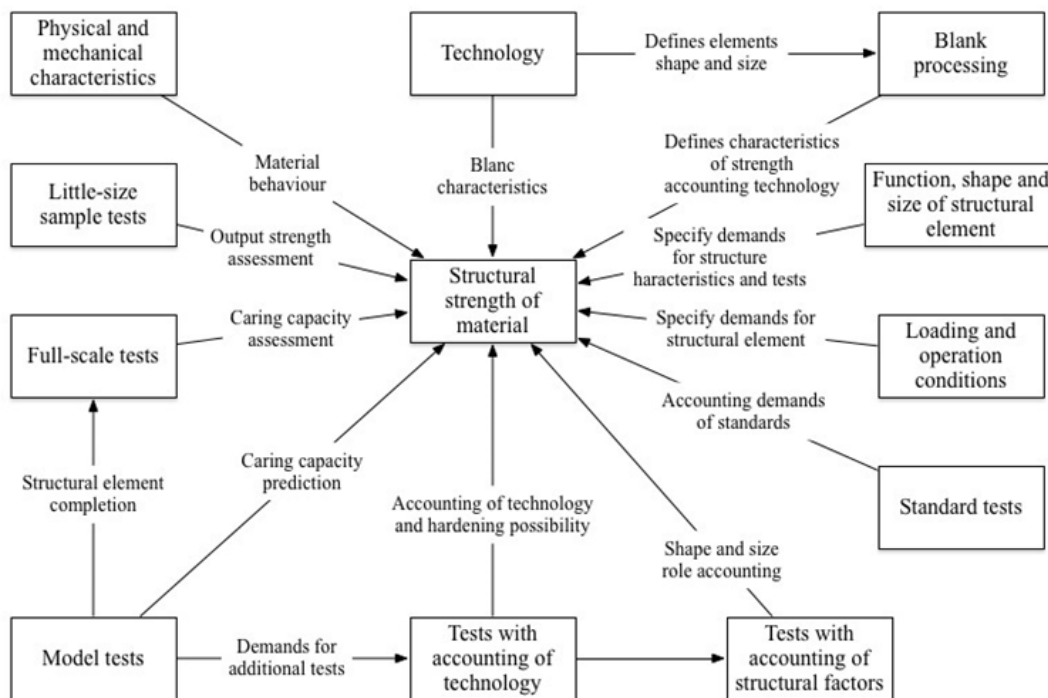 Physical and
mechanical
characteristics
Technology
Defines elements
shape and size
Blank
processing
Material
behaviour
Blanc
characteristics
Defines characteristics
of strength
accounting technology
Little-size
sample tests
Function, shape and
size of structural
element
Output strength
assessment
Specify demands
for structure
haracteristics and tests
Structural
strength of
material
Caring capacity
assessment
Specify demands for
structural element
Full-scale tests
Loading and
operation
conditions
Accounting demands
of standards
Structural element
completion
Caring capacity
prediction
Accounting of technology
and hardening possibility
Standard tests
Shape and size
role accounting
Model tests
Demands for
additional tests
Tests with
accounting of
technology
Tests with
accounting of
structural factors